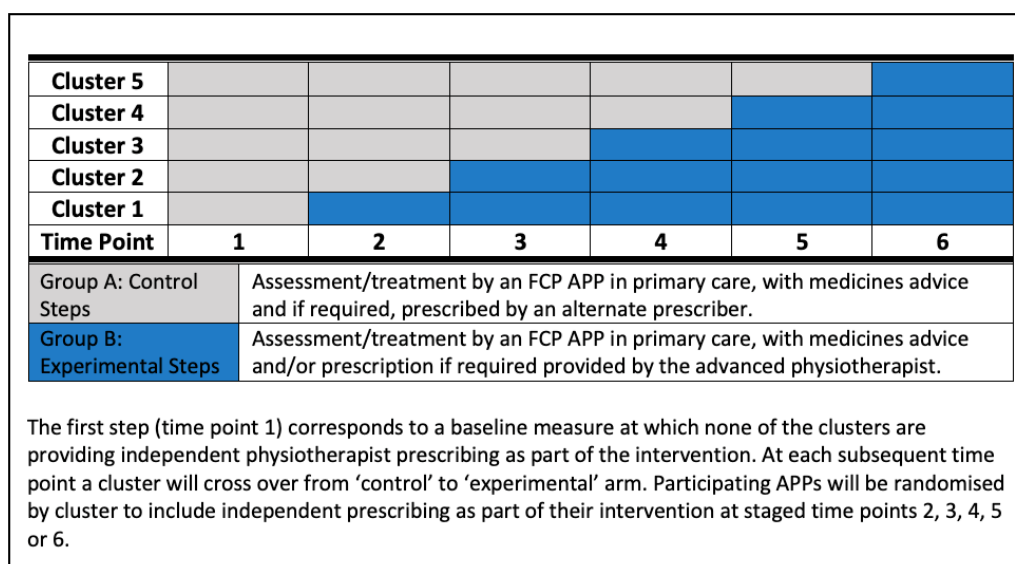 Cluster 5
Cluster 4
Cluster 3
Cluster 2
Cluster 1
Time Point 1 2 3 4 5 6
Group A: Control
Steps
Assessment/treatment by an FCP APP in primary care, with medicines advice
and if required, prescribed by an alternate prescriber.
Group B:
Experimental Steps
Assessment/treatment by an FCP APP in primary care, with medicines advice
and/or prescription if required provided by the advanced physiotherapist.
The first step (time point 1) corresponds to a baseline measure at which none of the clusters are
providing independent physiotherapist prescribing as part of the intervention. At each subsequent time
point a cluster will cross over from ‘control’ to ‘experimental’ arm. Participating APPs will be randomised
by cluster to include independent prescribing as part of their intervention at staged time points 2, 3, 4, 5
or 6.